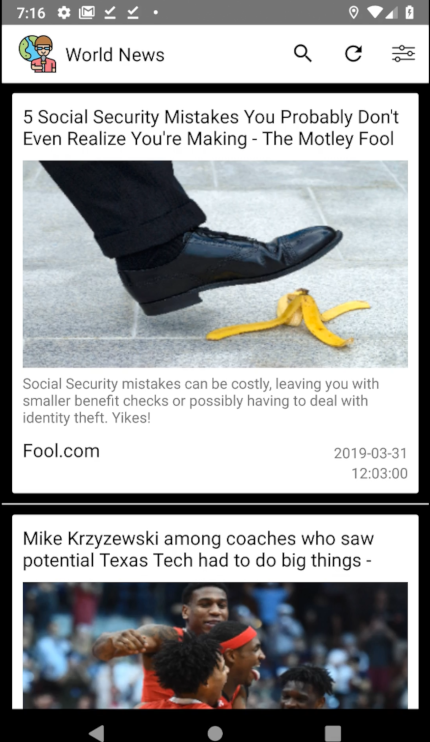 7:16
World News
5 Social Security Mistakes You Probably Don't
Even Realize You're Making - The Motley Fool
Social Security mistakes can be costly, leaving you with
smaller benefit checks or possibly having to deal with
identity theft. Yikes!
Fool.com
2019-03-31
12:03:00
Mike Krzyzewski among coaches who saw
potential Texas Tech had to do big things -